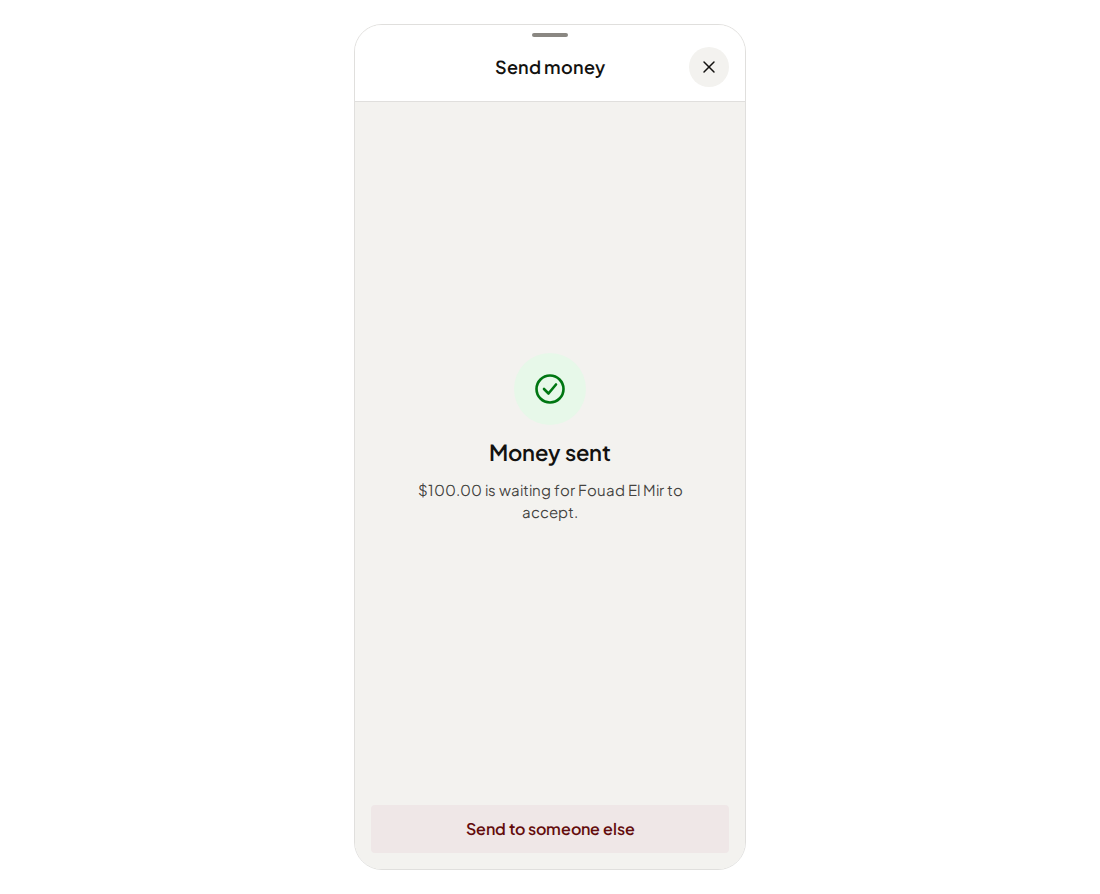 Send money
Money sent
$100.00 is waiting for Fouad El Mir to
accept.
Send to someone else